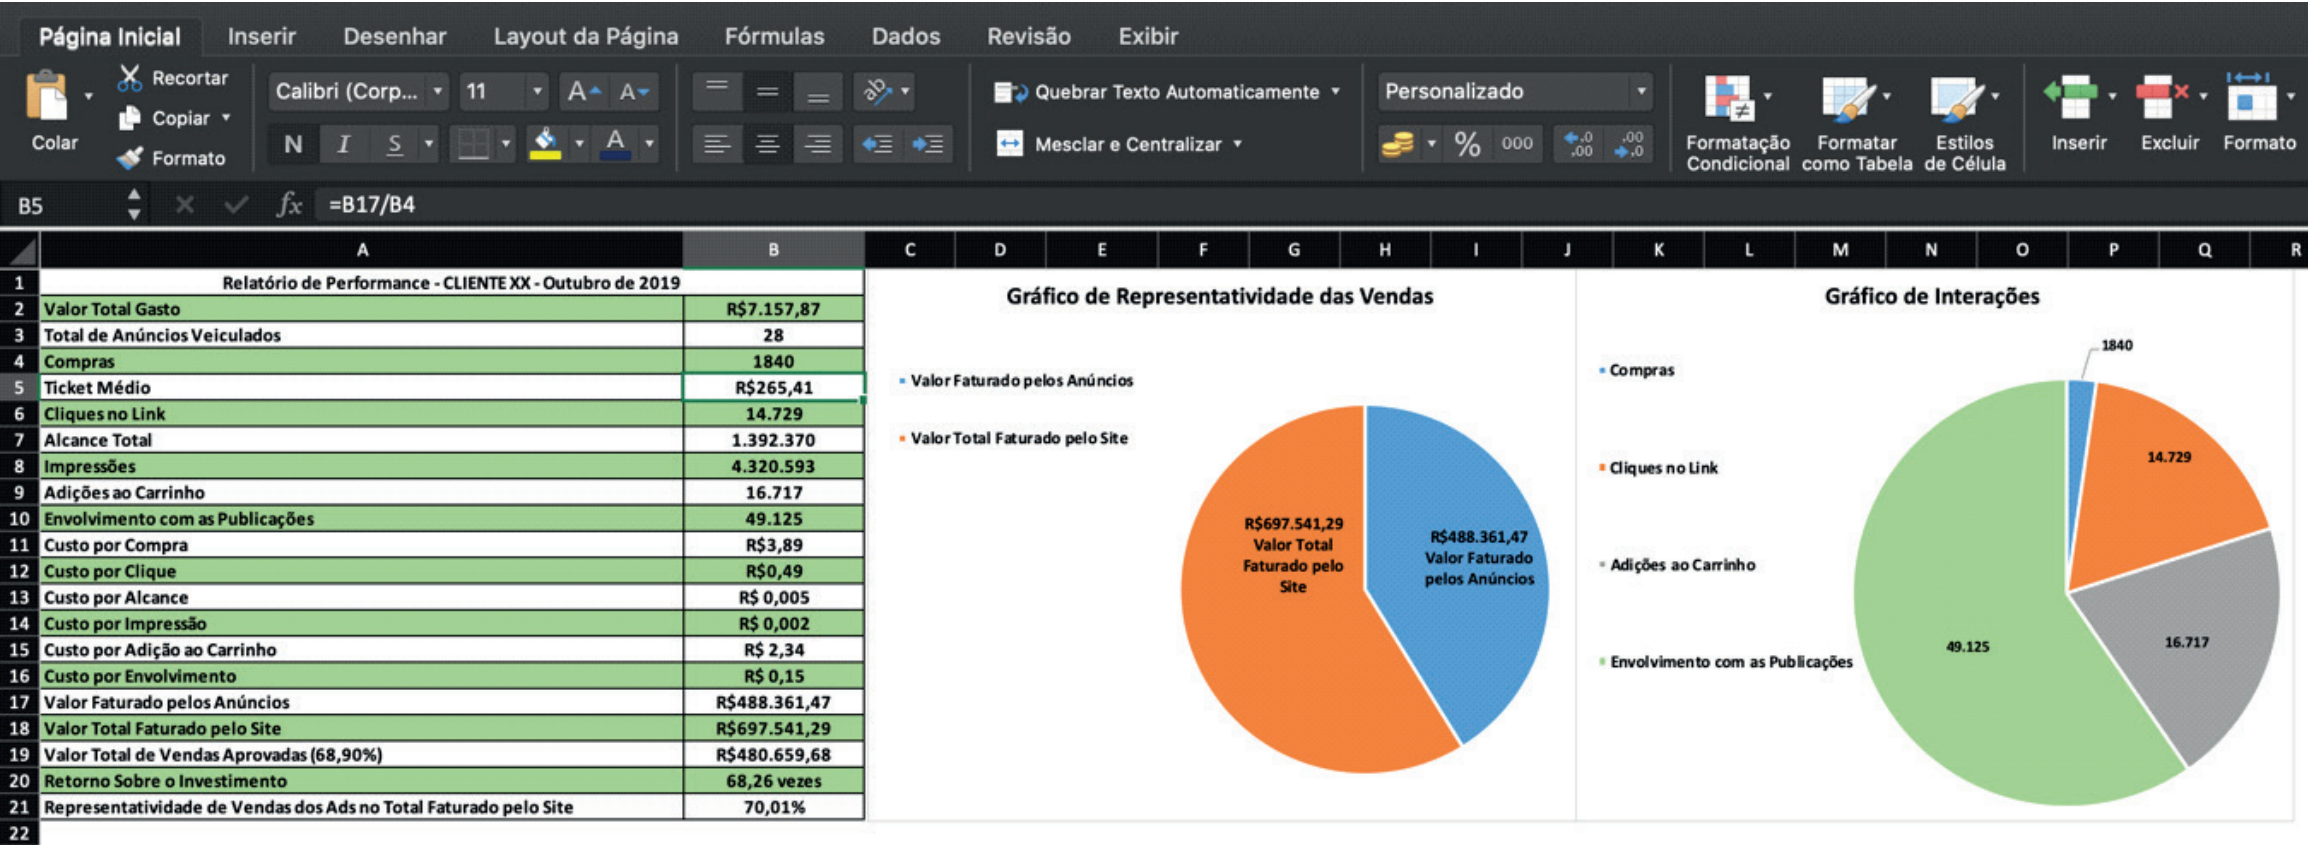 Página Inicial Inserir Desenhar Layout da Página Fórmulas Dados Revisão Exibir
Colar
Recortar
Copiar
Formato
Calibri (Corp... 11 A A
N I S A
ab
Quebrar Texto Automaticamente
Mesclar e Centralizar
Personalizado
% 000 ,0 ,00 ,00 ,0
Formatação Condicional
Formatar como Tabela
Estilos de Célula
Inserir
Excluir
Formato
B5 fx =B17/B4
A B C D E F G H I J K L M N O P Q R
1 Relatório de Performance - CLIENTE XX - Outubro de 2019
2 Valor Total Gasto R$7.157,87
3 Total de Anúncios Veiculados 28
4 Compras 1840
5 Ticket Médio R$265,41
6 Cliques no Link 14.729
7 Alcance Total 1.392.370
8 Impressões 4.320.593
9 Adições ao Carrinho 16.717
10 Envolvimento com as Publicações 49.125
11 Custo por Compra R$3,89
12 Custo por Clique R$0,49
13 Custo por Alcance R$ 0,005
14 Custo por Impressão R$ 0,002
15 Custo por Adição ao Carrinho R$ 2,34
16 Custo por Envolvimento R$ 0,15
17 Valor Faturado pelos Anúncios R$488.361,47
18 Valor Total Faturado pelo Site R$697.541,29
19 Valor Total de Vendas Aprovadas (68,90%) R$480.659,68
20 Retorno Sobre o Investimento 68,26 vezes
21 Representatividade de Vendas dos Ads no Total Faturado pelo Site 70,01%
22
Gráfico de Representatividade das Vendas
Valor Faturado pelos Anúncios
Valor Total Faturado pelo Site
R$697.541,29
Valor Total
Faturado pelo
Site
R$488.361,47
Valor Faturado
pelos Anúncios
Gráfico de Interações
Compras
Cliques no Link
Adições ao Carrinho
Envolvimento com as Publicações
1840
14.729
16.717
49.125